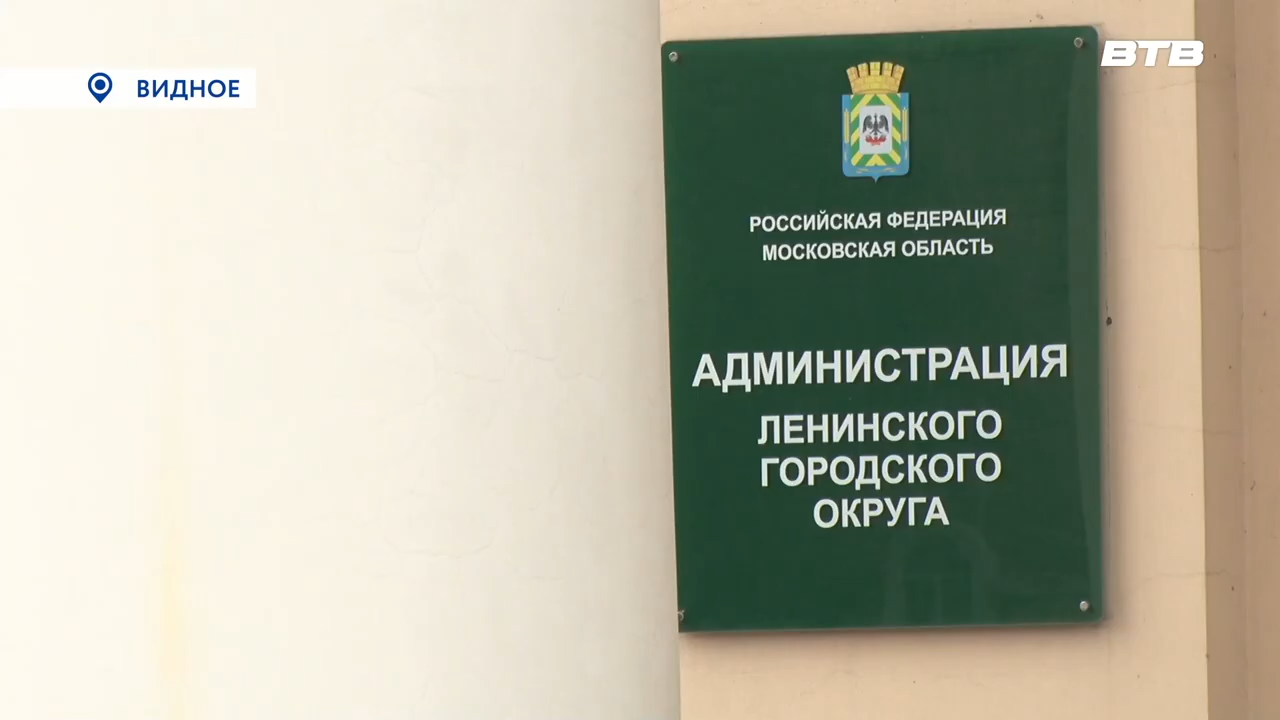 ВИДНОЕ
ВТВ
РОССИЙСКАЯ ФЕДЕРАЦИЯ
МОСКОВСКАЯ ОБЛАСТЬ
АДМИНИСТРАЦИЯ
ЛЕНИНСКОГО
ГОРОДСКОГО
ОКРУГА